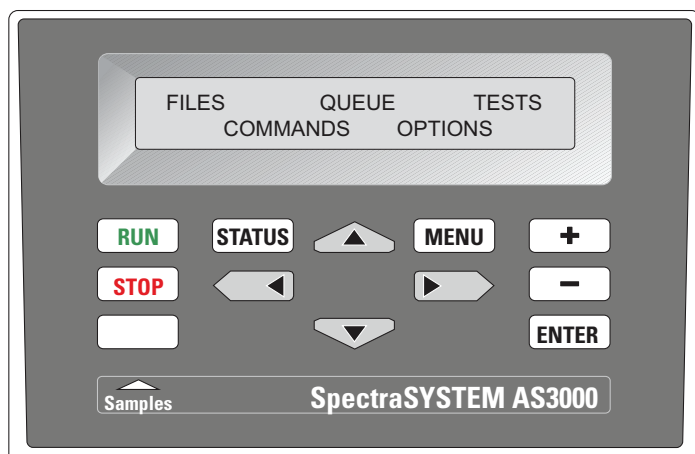 FILES QUEUE TESTS
COMMANDS OPTIONS
RUN STATUS MENU +
STOP −
ENTER
Samples SpectraSYSTEM AS3000